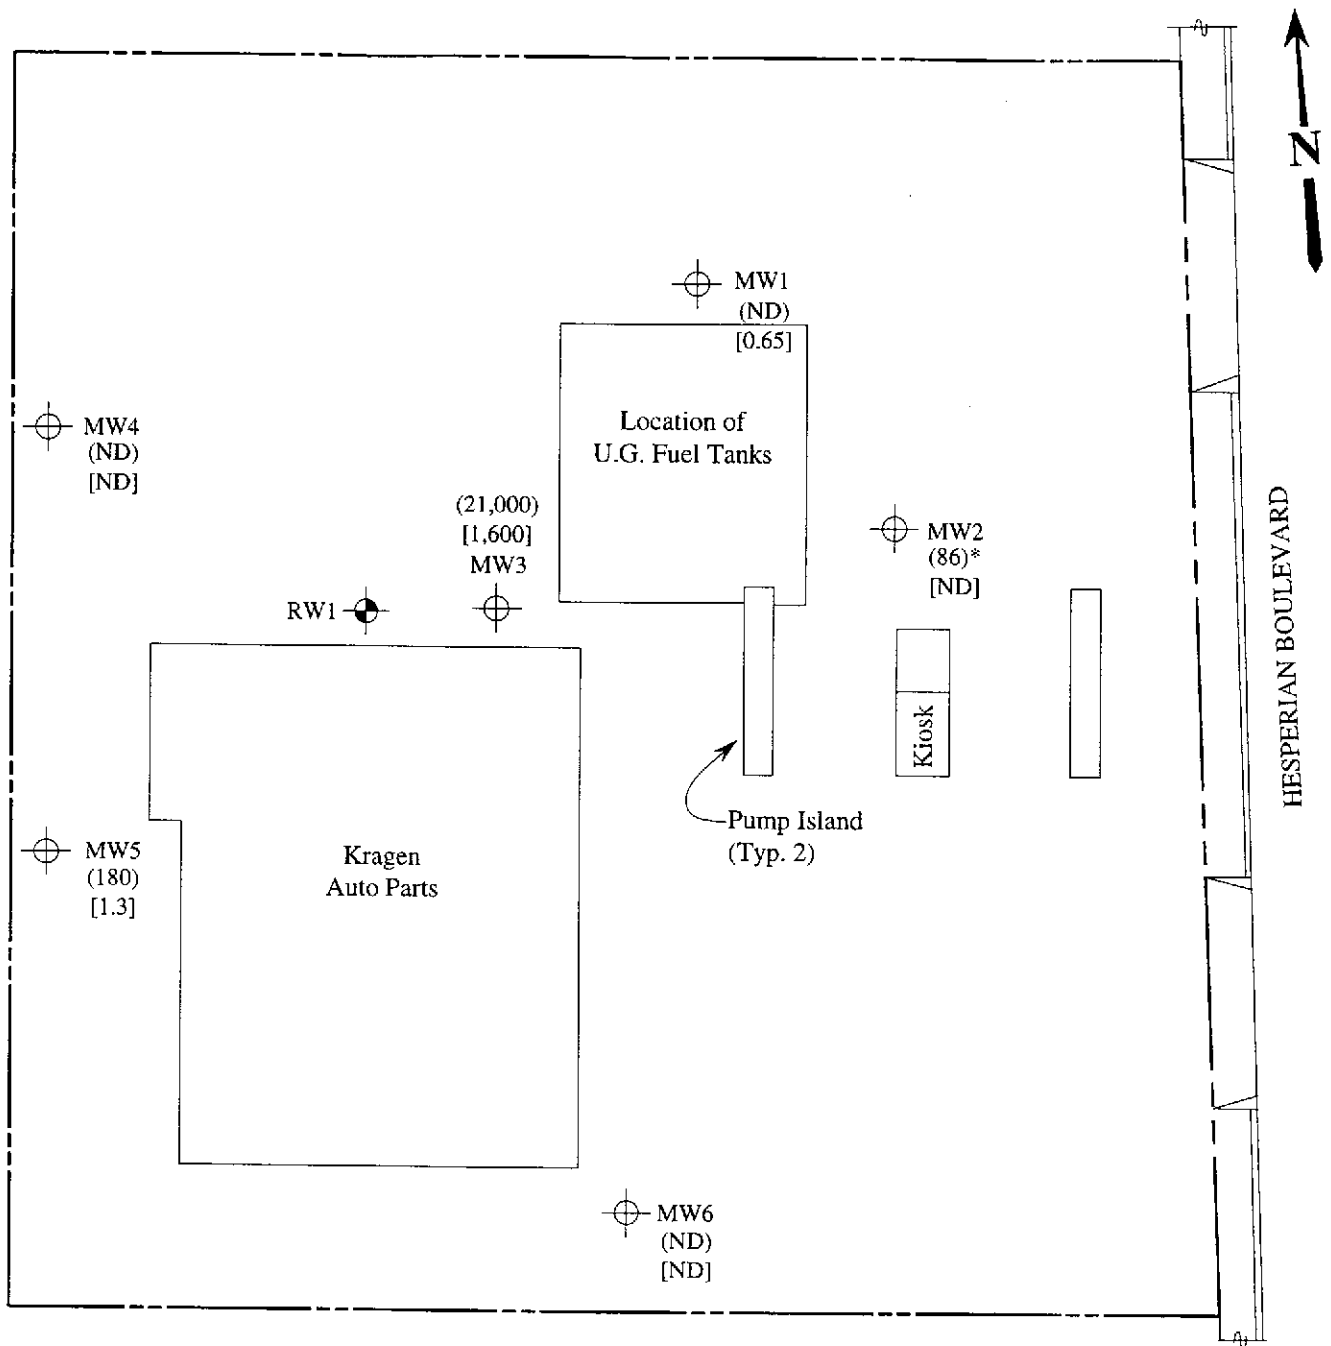 N
MW1
(ND)
[0.65]
Location of
U.G. Fuel Tanks
MW4
(ND)
[ND]
(21,000)
[1,600]
MW3
MW2
(86)*
[ND]
RW1
HESPERIAN BOULEVARD
Kiosk
Pump Island
(Typ. 2)
MW5
(180)
[1.3]
Kragen
Auto Parts
MW6
(ND)
[ND]